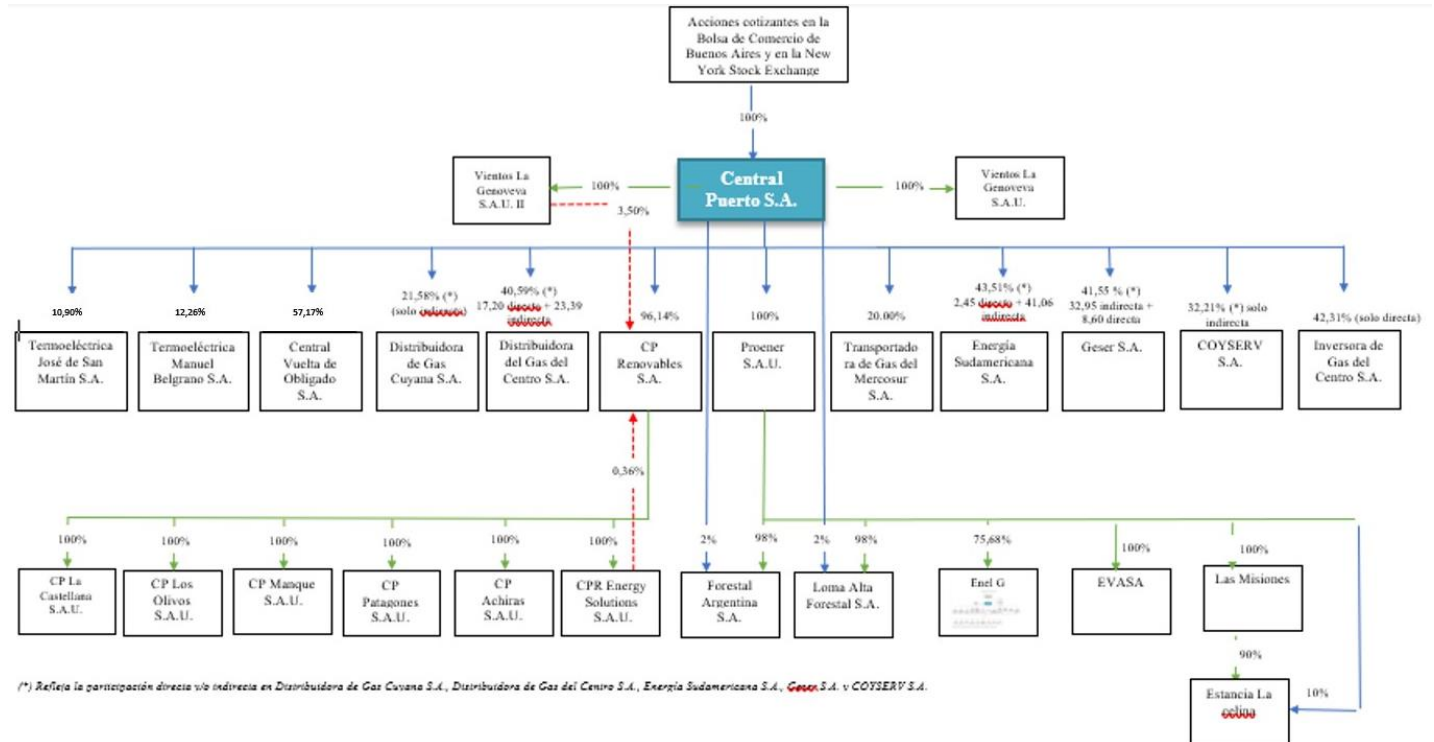 Acciones cotizantes en la
Bolsa de Comercio de
Buenos Aires y en la New
York Stock Exchange
100%
Vientos La
Genoveva
S.A.U. II
100%
3,50%
Central
Puerto S.A.
100%
Vientos La
Genoveva
S.A.U.
10,90%
Termoeléctrica
José de San
Martín S.A.
12,26%
Termoeléctrica
Manuel
Belgrano S.A.
57,17%
Central
Vuelta de
Obligado
S.A.
21,58% (*)
(solo indirecta)
Distribuidora
de Gas
Cuyana S.A.
40,59% (*)
17,20 directo + 23,39
indirecta
Distribuidora
del Gas del
Centro S.A.
96,14%
CP
Renovables
S.A.
100%
Proener
S.A.U.
20.00%
Transportado
ra de Gas del
Mercosur
S.A.
43,51% (*)
2,45 directo + 41,06
indirecta
Energía
Sudamericana
S.A.
41,55 % (*)
32,95 indirecta +
8,60 directa
Geser S.A.
32,21% (*) solo
indirecta
COYSERV
S.A.
42,31% (solo directa)
Inversora de
Gas del
Centro S.A.
0,36%
100%
CP La
Castellana
S.A.U.
100%
CP Los
Olivos
S.A.U.
100%
CP Manque
S.A.U.
100%
CP
Patagones
S.A.U.
100%
CP
Achiras
S.A.U.
100%
CPR Energy
Solutions
S.A.U.
2%
98%
Forestal
Argentina
S.A.
2%
98%
Loma Alta
Forestal S.A.
75,68%
Enel G
100%
EVASA
100%
Las Misiones
90%
10%
Estancia La
celina
(*) Refleja la participación directa y/o indirecta en Distribuidora de Gas Cuyana S.A., Distribuidora de Gas del Centro S.A., Energía Sudamericana S.A., Geser S.A. y COYSERV S.A.